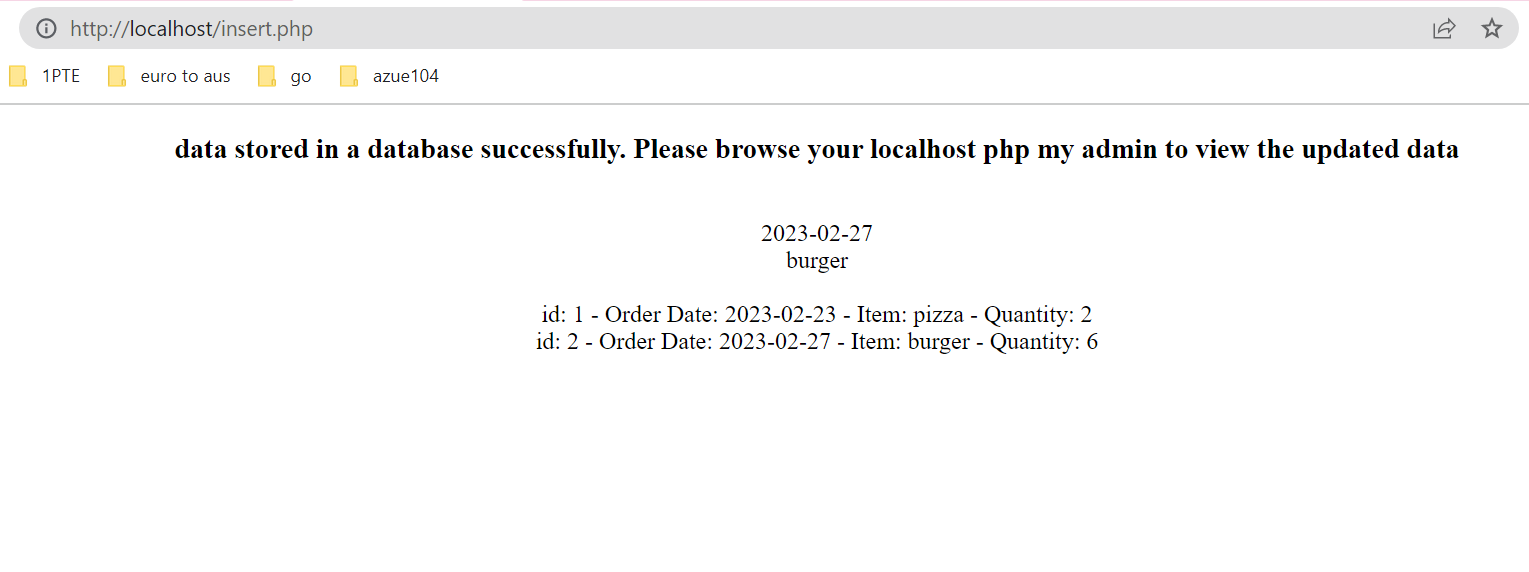 http://localhost/insert.php
1PTE euro to aus go azue104
data stored in a database successfully. Please browse your localhost php my admin to view the updated data
2023-02-27
burger
id: 1 - Order Date: 2023-02-23 - Item: pizza - Quantity: 2
id: 2 - Order Date: 2023-02-27 - Item: burger - Quantity: 6